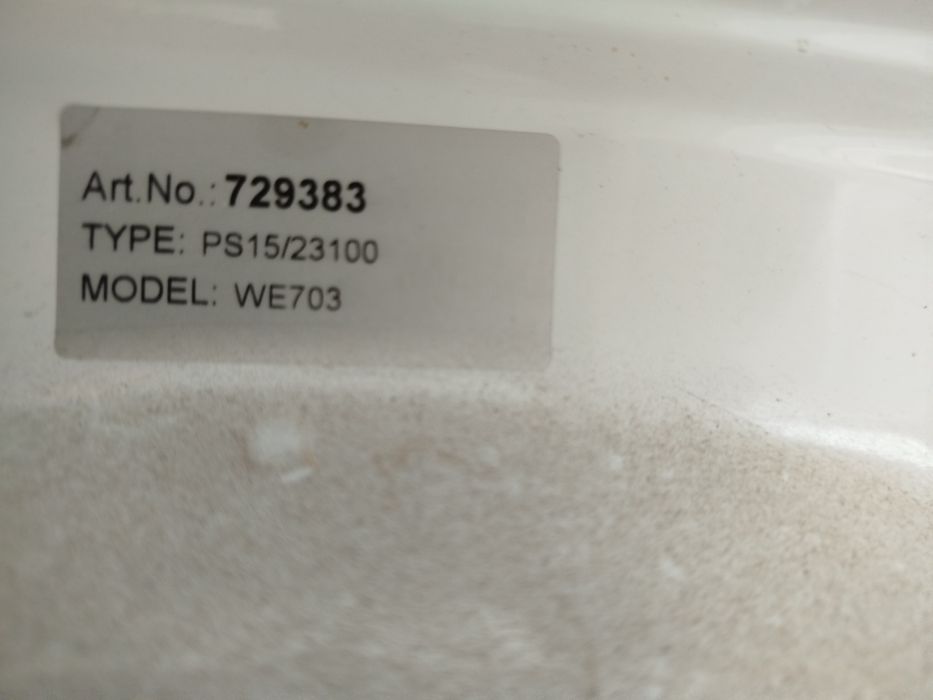 Art.No.: 729383
TYPE: PS15/23100
MODEL: WE703